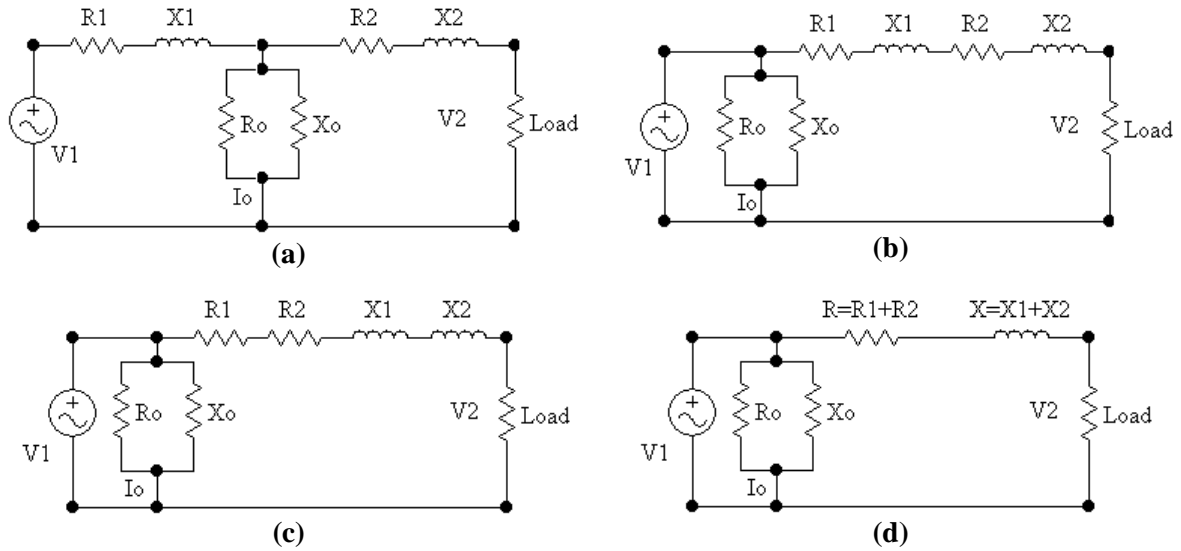 R1 X1 R2 X2
V1 Ro Xo V2 Load
Io
(a)
R1 X1 R2 X2
V1 Ro Xo V2 Load
Io
(b)
R1 R2 X1 X2
V1 Ro Xo V2 Load
Io
(c)
R=R1+R2 X=X1+X2
V1 Ro Xo V2 Load
Io
(d)